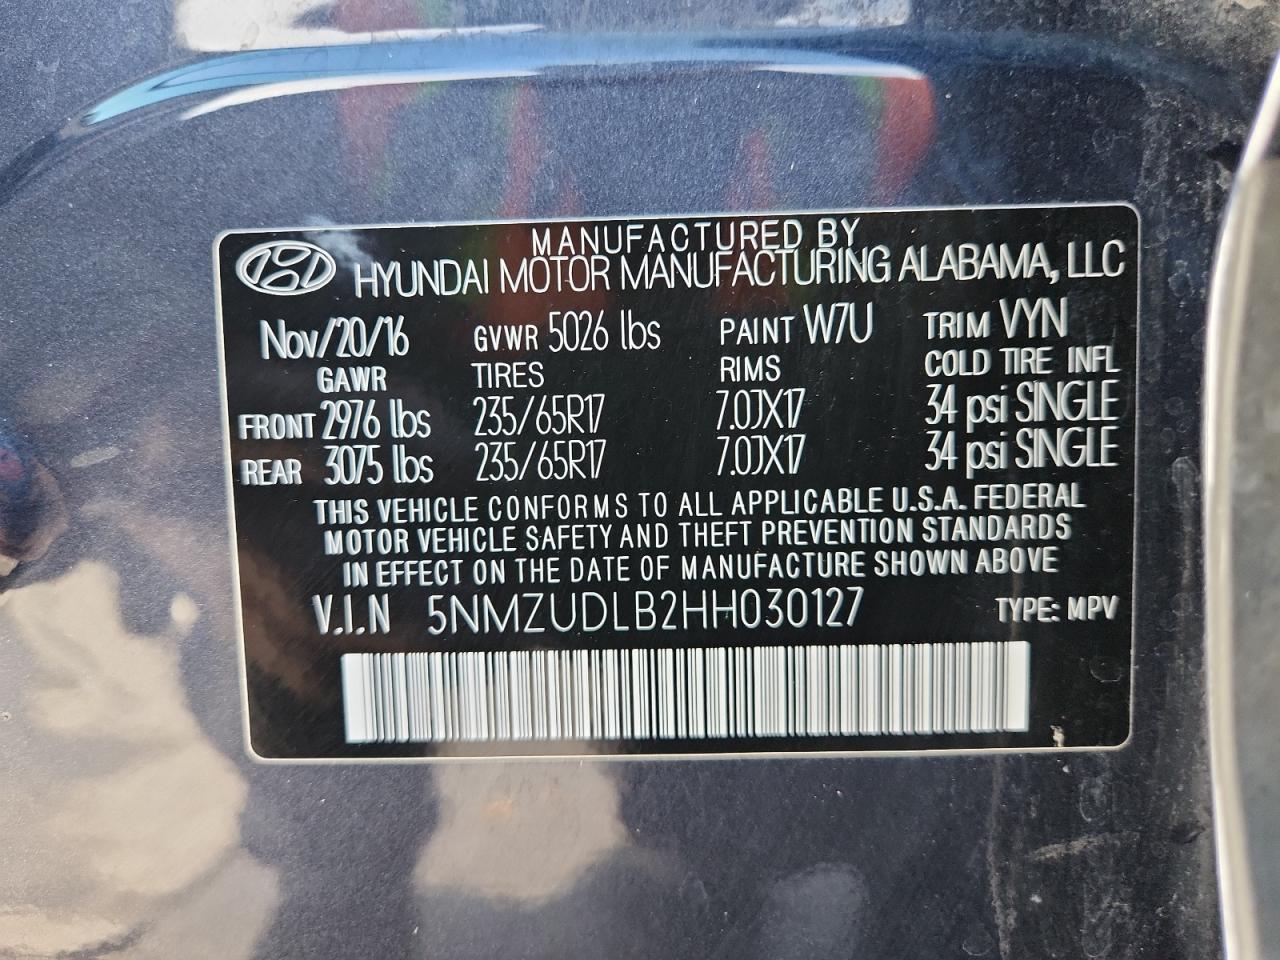 MANUFACTURED BY
HYUNDAI MOTOR MANUFACTURING ALABAMA, LLC
Nov/20/16 GVWR 5026 lbs PAINT W7U TRIM VYN
GAWR TIRES RIMS COLD TIRE INFL
FRONT 2976 lbs 235/65R17 7.0JX17 34 psi SINGLE
REAR 3075 lbs 235/65R17 7.0JX17 34 psi SINGLE
THIS VEHICLE CONFORMS TO ALL APPLICABLE U.S.A. FEDERAL
MOTOR VEHICLE SAFETY AND THEFT PREVENTION STANDARDS
IN EFFECT ON THE DATE OF MANUFACTURE SHOWN ABOVE
V.I.N 5NMZUDLB2HH030127 TYPE: MPV